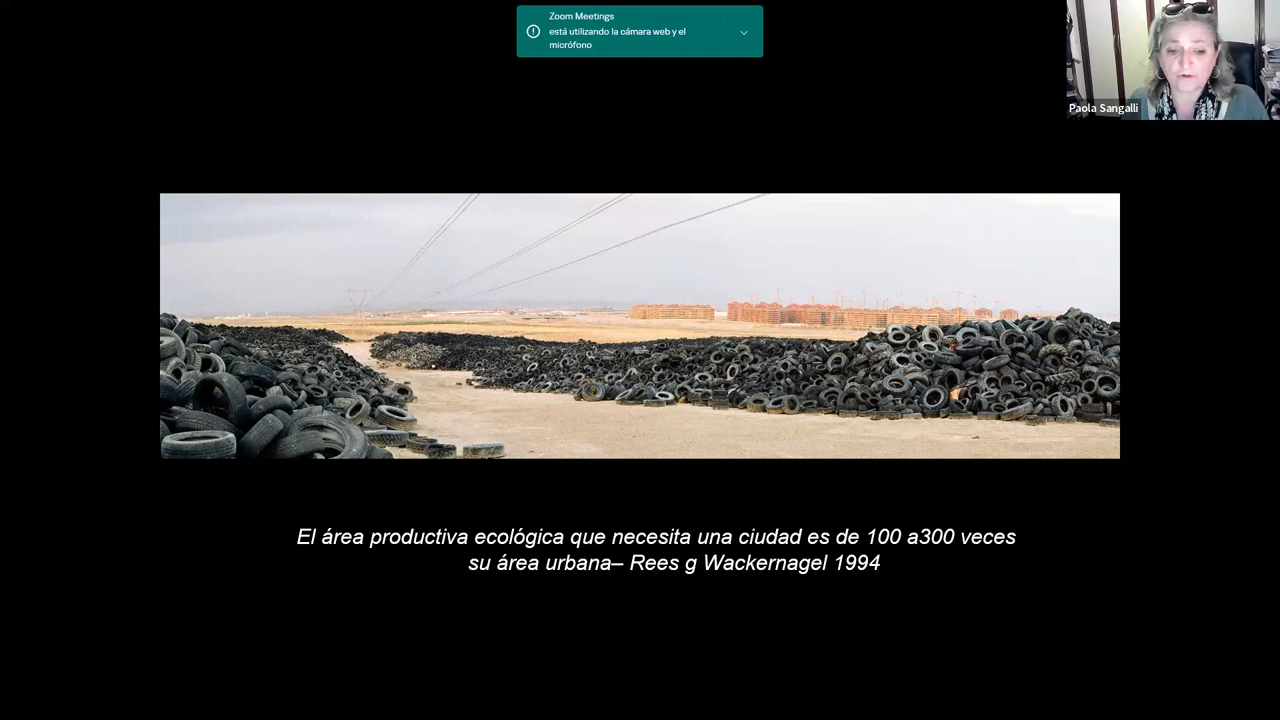 Zoom Meetings
está utilizando la cámara web y el
micrófono
Paola Sangalli
El área productiva ecológica que necesita una ciudad es de 100 a300 veces
su área urbana– Rees g Wackernagel 1994